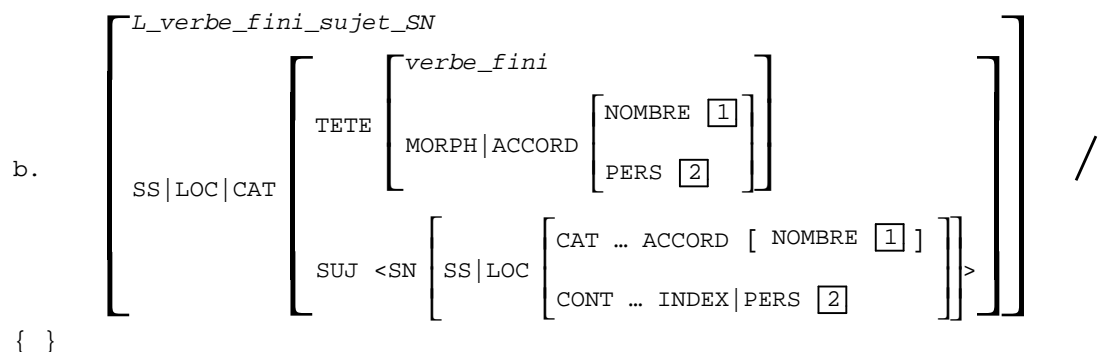 L_verbe_fini_sujet_SN
verbe_fini
TETE
NOMBRE 1
MORPH|ACCORD
PERS 2
b.
/
SS|LOC|CAT
CAT … ACCORD [ NOMBRE 1 ]
SUJ <SN SS|LOC >
CONT … INDEX|PERS 2
{ }